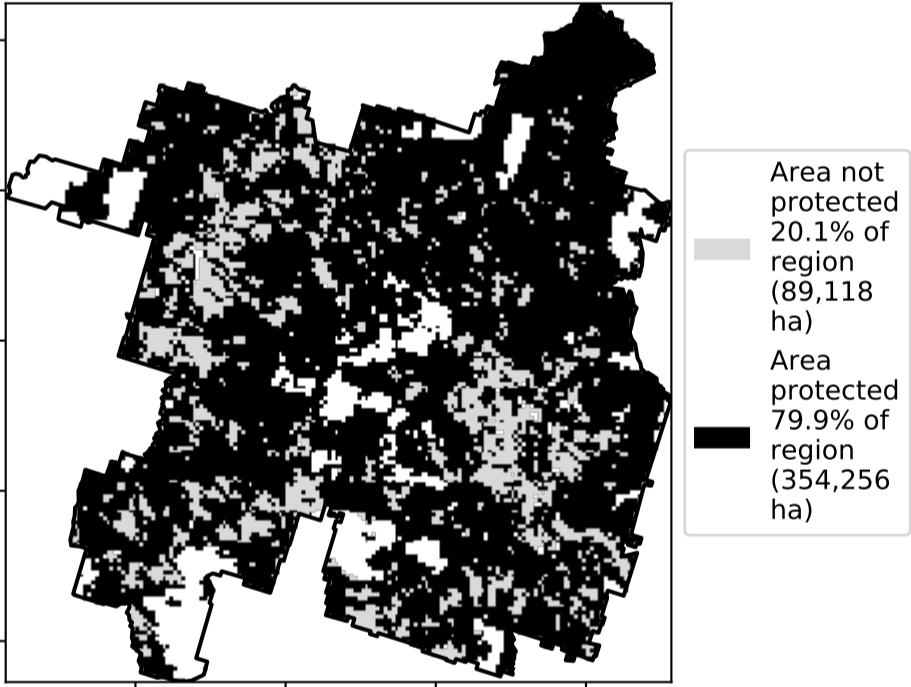 Area not
protected
20.1% of
region
(89,118
ha)
Area
protected
79.9% of
region
(354,256
ha)